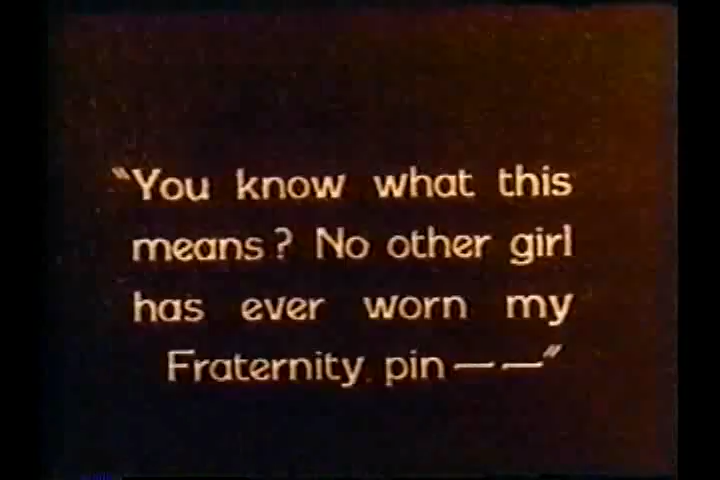 "You know what this
means? No other girl
has ever worn my
Fraternity pin — —"